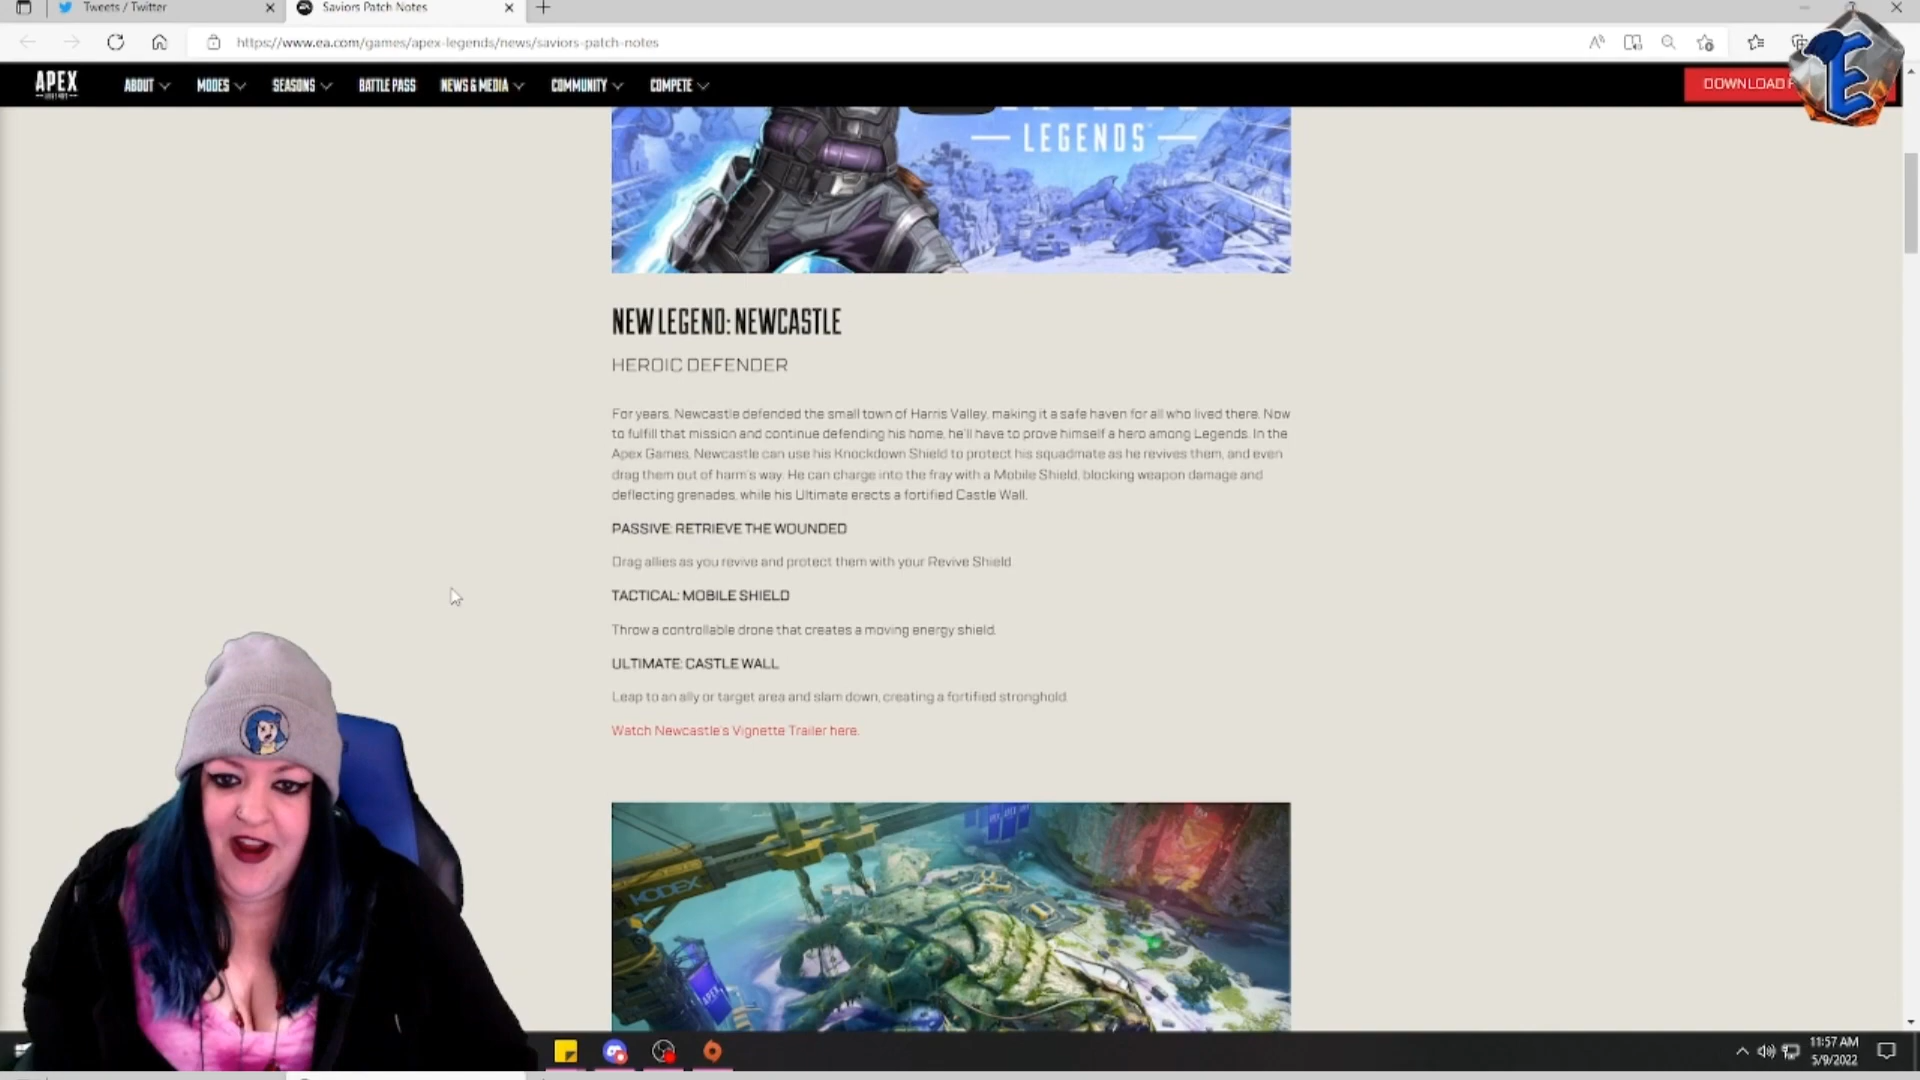 Tweets / Twitter
Saviors Patch Notes
https://www.ea.com/games/apex-legends/news/saviors-patch-notes
APEX
ABOUT
MODES
SEASONS
BATTLE PASS
NEWS & MEDIA
COMMUNITY
COMPETE
DOWNLOAD F
E
LEGENDS
NEW LEGEND: NEWCASTLE
HEROIC DEFENDER
For years, Newcastle defended the small town of Harris Valley, making it a safe haven for all who lived there. Now
to fulfill that mission and continue defending his home, he'll have to prove himself a hero among Legends. In the
Apex Games, Newcastle can use his Knockdown Shield to protect his squadmate as he revives them, and even
drag them out of harm's way. He can charge into the fray with a Mobile Shield, blocking weapon damage and
deflecting grenades, while his Ultimate erects a fortified Castle Wall.
PASSIVE: RETRIEVE THE WOUNDED
Drag allies as you revive and protect them with your Revive Shield.
TACTICAL: MOBILE SHIELD
Throw a controllable drone that creates a moving energy shield.
ULTIMATE: CASTLE WALL
Leap to an ally or target area and slam down, creating a fortified stronghold.
Watch Newcastle's Vignette Trailer here.
KODEX
APEX
11:57 AM
5/9/2022